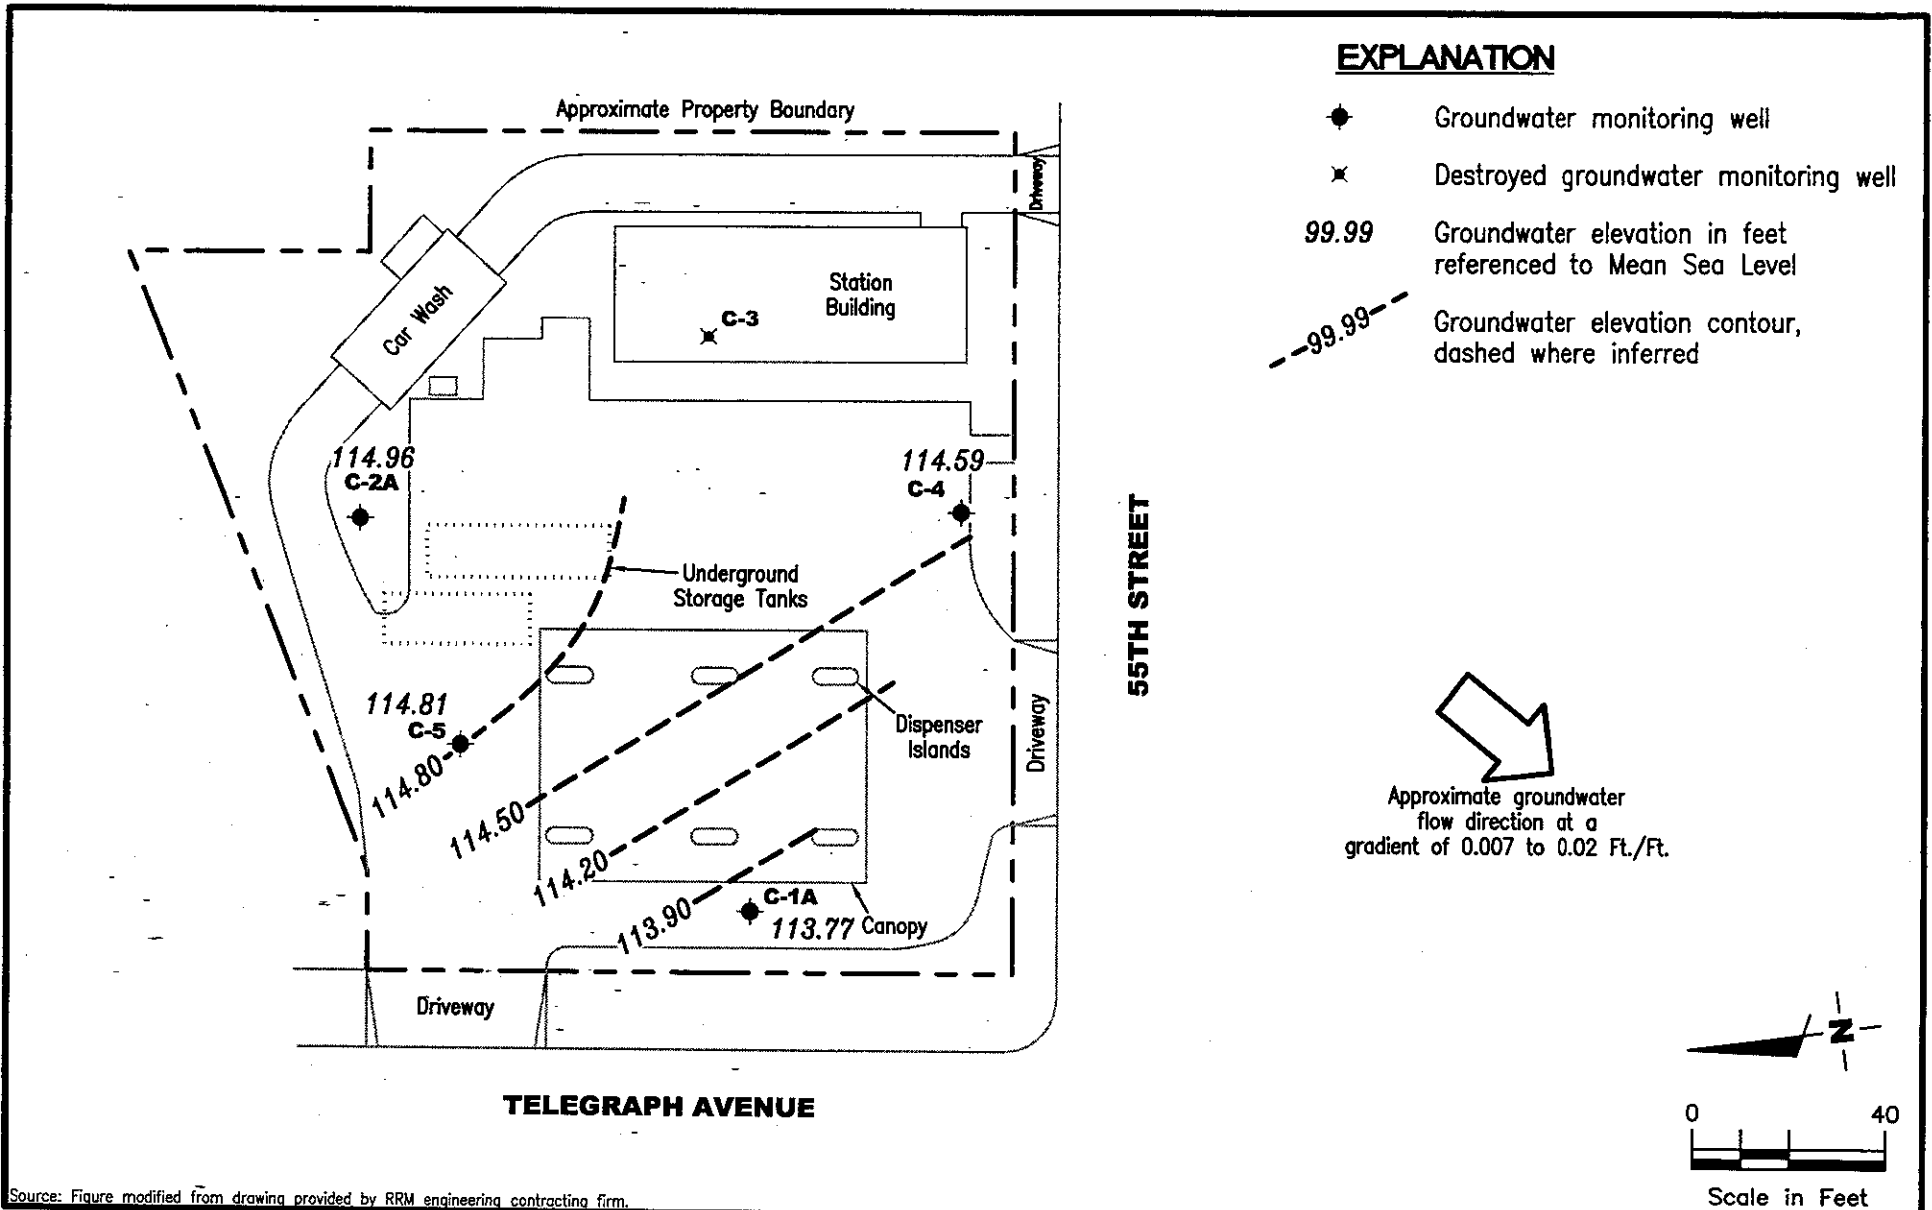 EXPLANATION
Groundwater monitoring well
Destroyed groundwater monitoring well
99.99
Groundwater elevation in feet
referenced to Mean Sea Level
99.99
Groundwater elevation contour,
dashed where inferred
Approximate Property Boundary
Driveway
Station
Building
Car Wash
C-3
114.96
C-2A
114.59
C-4
Underground
Storage Tanks
55TH STREET
114.81
C-5
Dispenser
Islands
Driveway
114.80
114.50
114.20
113.90
C-1A
113.77
Canopy
Driveway
TELEGRAPH AVENUE
Approximate groundwater
flow direction at a
gradient of 0.007 to 0.02 Ft./Ft.
N
0 40
Scale in Feet
Source: Figure modified from drawing provided by RRM engineering contracting firm.